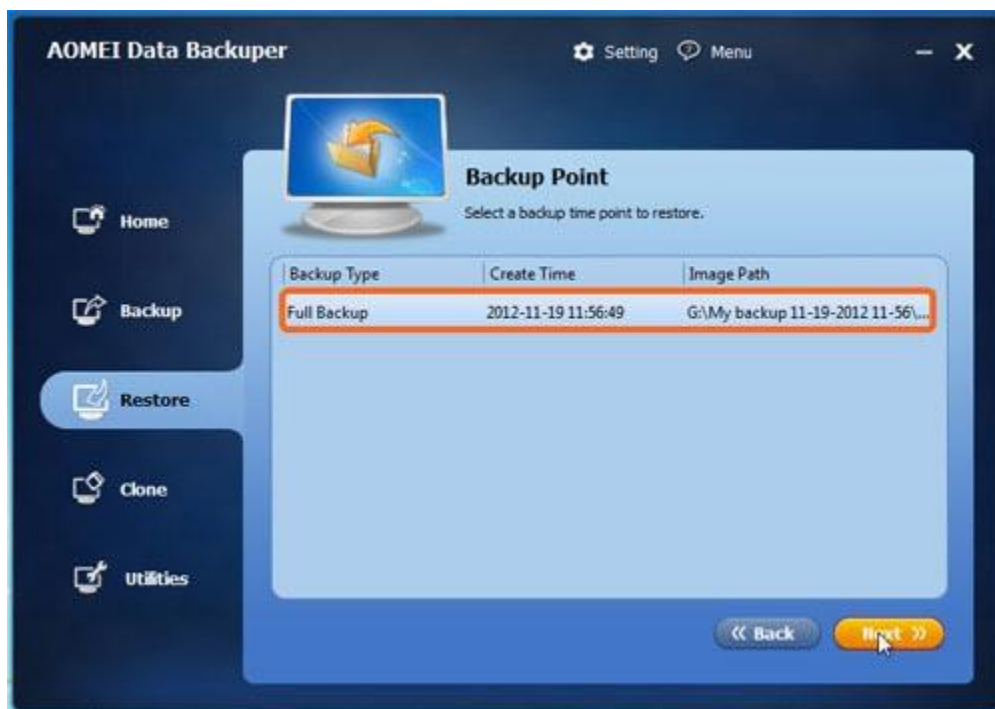 AOMEI Data Backuper
Setting Menu
Backup Point
Select a backup time point to restore.
Home
Backup Type Create Time Image Path
Backup
Full Backup 2012-11-19 11:56:49 G:\My backup 11-19-2012 11-56\...
Restore
Clone
Utilities
Back Next